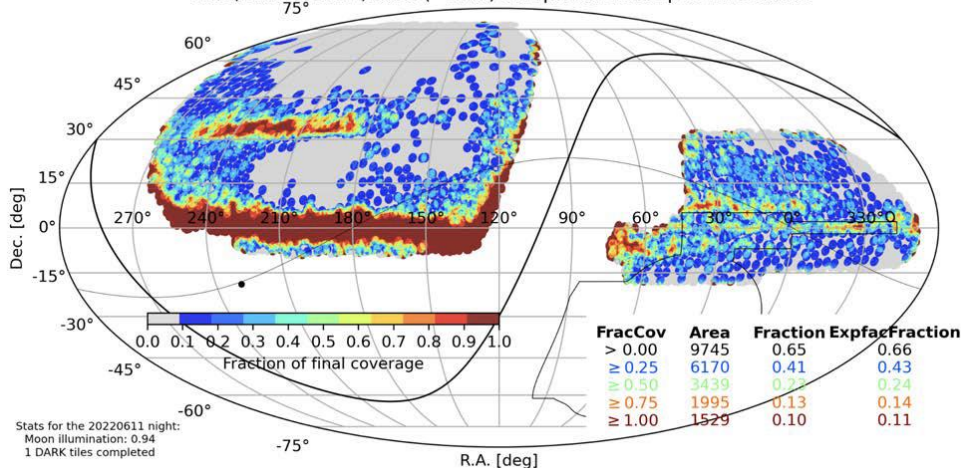 75°
60°
45°
30°
15°
0°
-15°
-30°
-45°
-60°
-75°
Dec. [deg]
270° 240° 210° 180° 150° 120° 90° 60° 30° 0° 330°
0.0 0.1 0.2 0.3 0.4 0.5 0.6 0.7 0.8 0.9 1.0
Fraction of final coverage
FracCov Area Fraction ExpfacFraction
> 0.00 9745 0.65 0.66
≥ 0.25 6170 0.41 0.43
≥ 0.50 3439 0.23 0.24
≥ 0.75 1995 0.13 0.14
≥ 1.00 1529 0.10 0.11
Stats for the 20220611 night:
Moon illumination: 0.94
1 DARK tiles completed
R.A. [deg]